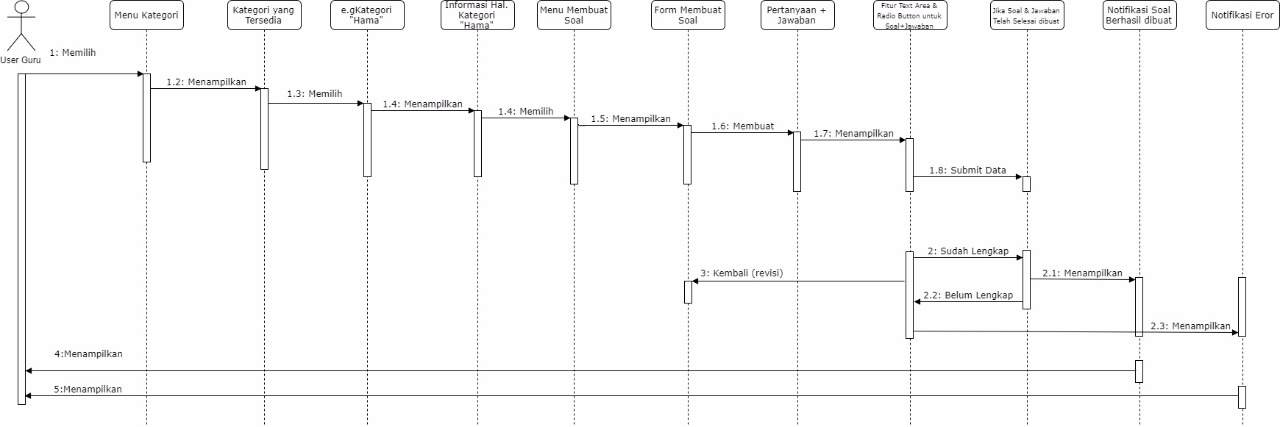 Menu Kategori
Kategori yang
Tersedia
e.gKategori
"Hama"
Informasi Hal.
Kategori
"Hama"
Menu Membuat
Soal
Form Membuat
Soal
Pertanyaan +
Jawaban
Fitur Text Area &
Radio Button untuk
Soal+Jawaban
Jika Soal & Jawaban
Telah Selesai dibuat
Notifikasi Soal
Berhasil dibuat
Notifikasi Eror
User Guru
1: Memilih
1.2: Menampilkan
1.3: Memilih
1.4: Menampilkan
1.4: Memilih
1.5: Menampilkan
1.6: Membuat
1.7: Menampilkan
1.8: Submit Data
2: Sudah Lengkap
3: Kembali (revisi)
2.1: Menampilkan
2.2: Belum Lengkap
2.3: Menampilkan
4:Menampilkan
5:Menampilkan